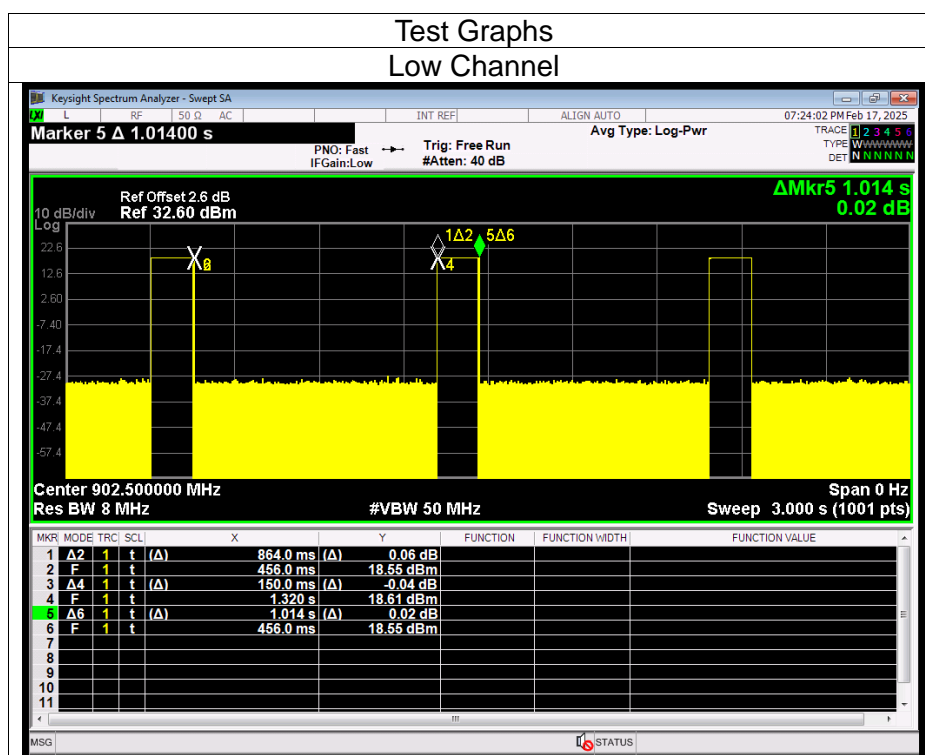 Test Graphs
Low Channel
Keysight Spectrum Analyzer - Swept SA
LXI L RF 50 Ω AC INT REF ALIGN AUTO 07:24:02 PM Feb 17, 2025
Marker 5 Δ 1.01400 s
Avg Type: Log-Pwr
TRACE 1 2 3 4 5 6
PNO: Fast Trig: Free Run
TYPE WWWWWW
IFGain:Low #Atten: 40 dB
DET N N N N N N
ΔMkr5 1.014 s
0.02 dB
Ref Offset 2.6 dB
10 dB/div Ref 32.60 dBm
Log
1Δ2 5Δ6
22.6
4
12.6
2.60
-7.40
-17.4
-27.4
-37.4
-47.4
-57.4
Center 902.500000 MHz Span 0 Hz
Res BW 8 MHz #VBW 50 MHz Sweep 3.000 s (1001 pts)
MKR MODE TRC SCL X Y FUNCTION FUNCTION WIDTH FUNCTION VALUE
1 Δ2 1 t (Δ) 864.0 ms (Δ) 0.06 dB
2 F 1 t 456.0 ms 18.55 dBm
3 Δ4 1 t (Δ) 150.0 ms (Δ) -0.04 dB
4 F 1 t 1.320 s 18.61 dBm
5 Δ6 1 t (Δ) 1.014 s (Δ) 0.02 dB
6 F 1 t 456.0 ms 18.55 dBm
7
8
9
10
11
MSG STATUS